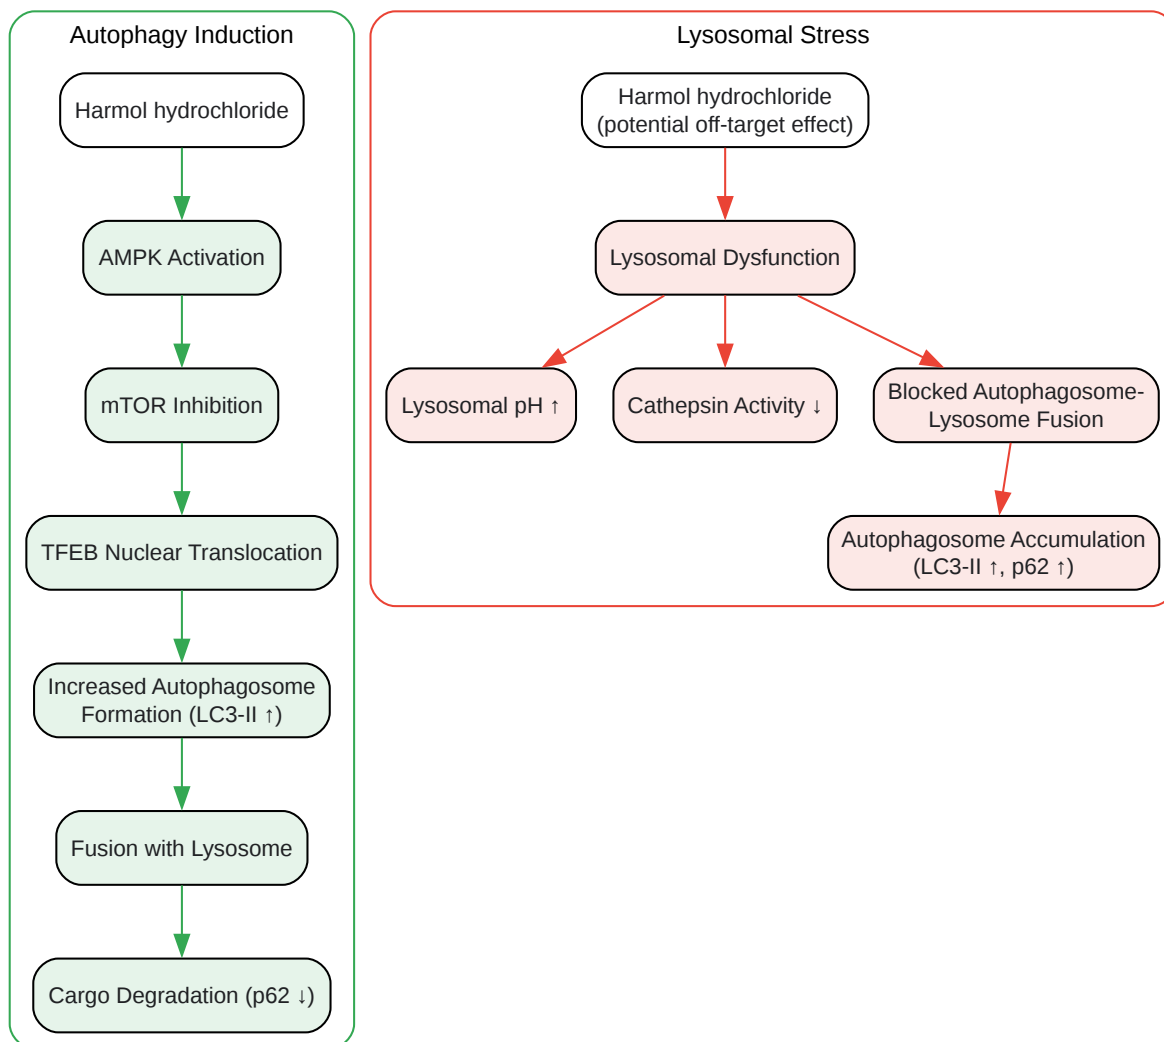 Autophagy Induction
Harmol hydrochloride
AMPK Activation
mTOR Inhibition
TFEB Nuclear Translocation
Increased Autophagosome
Formation (LC3-II ↑)
Fusion with Lysosome
Cargo Degradation (p62 ↓)
Lysosomal Stress
Harmol hydrochloride
(potential off-target effect)
Lysosomal Dysfunction
Lysosomal pH ↑
Cathepsin Activity ↓
Blocked Autophagosome-
Lysosome Fusion
Autophagosome Accumulation
(LC3-II ↑, p62 ↑)